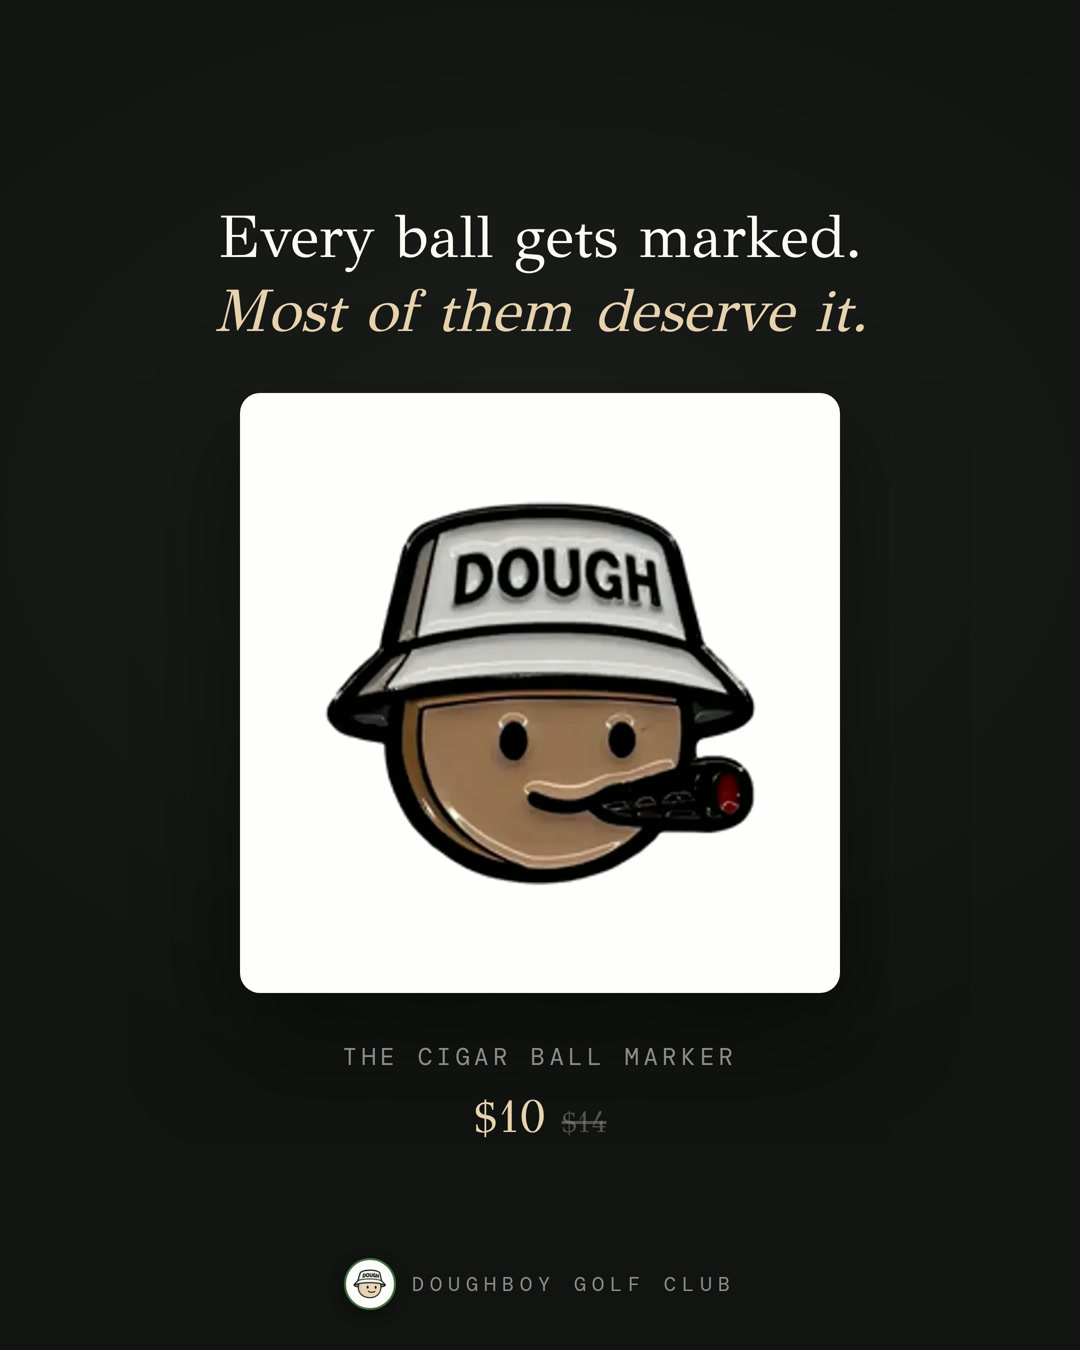 Every ball gets marked.
Most of them deserve it.
DOUGH
THE CIGAR BALL MARKER
$10 $14
DOUGH
DOUGHBOY GOLF CLUB